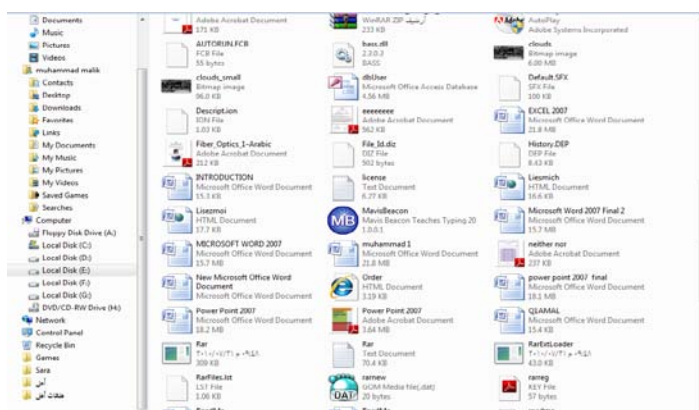 Documents
Music
Pictures
Videos
muhammad malik
Contacts
Desktop
Downloads
Favorites
Links
My Documents
My Music
My Pictures
My Videos
Saved Games
Searches
Computer
Floppy Disk Drive (A:)
Local Disk (C:)
Local Disk (D:)
Local Disk (E:)
Local Disk (F:)
Local Disk (G:)
DVD/CD-RW Drive (H:)
Network
Control Panel
Recycle Bin
Games
Sara
أمل
ملفات أمل
Adobe Acrobat Document
171 KB
WinRAR ZIP أرشيف
233 KB
Adobe
AutoPlay
Adobe Systems Incorporated
AUTORUN.FCB
FCB File
55 bytes
bass.dll
2.3.0.3
BASS
clouds
Bitmap image
6.00 MB
clouds_small
Bitmap image
96.0 KB
dbUser
Microsoft Office Access Database
4.56 MB
Default.SFX
SFX File
100 KB
Descript.ion
ION File
1.02 KB
eeeeeeee
Adobe Acrobat Document
562 KB
EXCEL 2007
Microsoft Office Word Document
21.8 MB
Fiber_Optics_1-Arabic
Adobe Acrobat Document
212 KB
File_Id.diz
DIZ File
502 bytes
History.DEP
DEP File
8.43 KB
INTRODUCTION
Microsoft Office Word Document
15.3 KB
license
Text Document
6.77 KB
Liesmich
HTML Document
16.6 KB
Lisezmoi
HTML Document
17.7 KB
MB
MavisBeacon
Mavis Beacon Teaches Typing 20
1.0.0.1
Microsoft Word 2007 Final 2
Microsoft Office Word Document
15.7 MB
MICROSOFT WORD 2007
Microsoft Office Word Document
15.7 MB
muhammad 1
Microsoft Office Word Document
21.8 MB
neither nor
Adobe Acrobat Document
237 KB
New Microsoft Office Word
Document
Microsoft Office Word Document
Order
HTML Document
1.19 KB
power point 2007 final
Microsoft Office Word Document
18.1 MB
Power Point 2007
Microsoft Office Word Document
18.2 MB
Power Point 2007
Adobe Acrobat Document
1.64 MB
QEAMAL
Microsoft Office Word Document
15.4 KB
Rar
309 KB
Rar
Text Document
70.4 KB
RarExtLoader
43.0 KB
RarFiles.lst
LST File
1.06 KB
DAT
rarnew
GOM Media file(.dat)
20 bytes
rarreg
KEY File
57 bytes